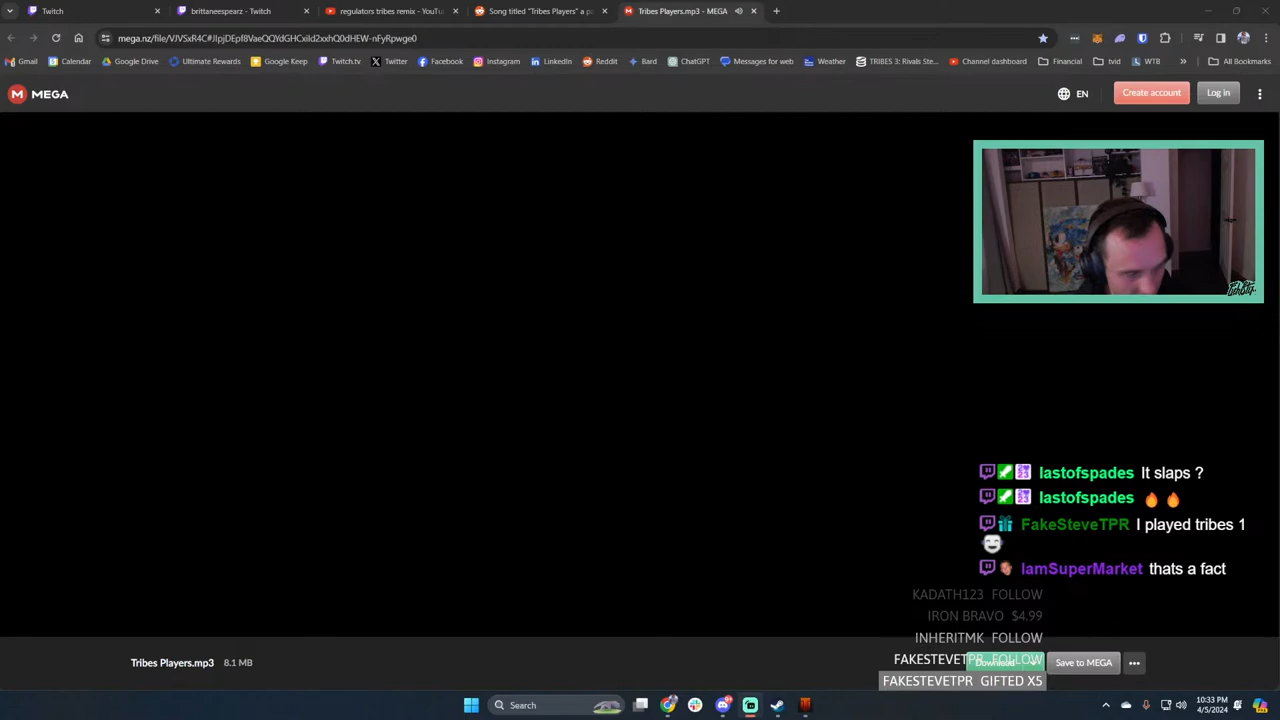 Twitch
brittaneespearz - Twitch
regulators tribes remix - YouTu
Song titled "Tribes Players" a p
Tribes Players.mp3 - MEGA
mega.nz/file/VJVSxR4C#JIpjDEpf8VaeQQYdGHCxiId2xxhQ0dHEW-nFyRpwge0
Gmail
Calendar
Google Drive
Ultimate Rewards
Google Keep
Twitch.tv
Twitter
Facebook
Instagram
LinkedIn
Reddit
Bard
ChatGPT
Messages for web
Weather
TRIBES 3: Rivals Ste...
Channel dashboard
Financial
tvid
WTB
All Bookmarks
MEGA
EN
Create account
Log in
lastofspades It slaps ?
lastofspades 🔥 🔥
FakeSteveTPR I played tribes 1
IamSuperMarket thats a fact
KADATH123 FOLLOW
IRON BRAVO $4.99
INHERITMK FOLLOW
FAKESTEVETPR FOLLOW
FAKESTEVETPR GIFTED X5
Tribes Players.mp3 8.1 MB
Download
Save to MEGA
Search
10:33 PM
4/5/2024